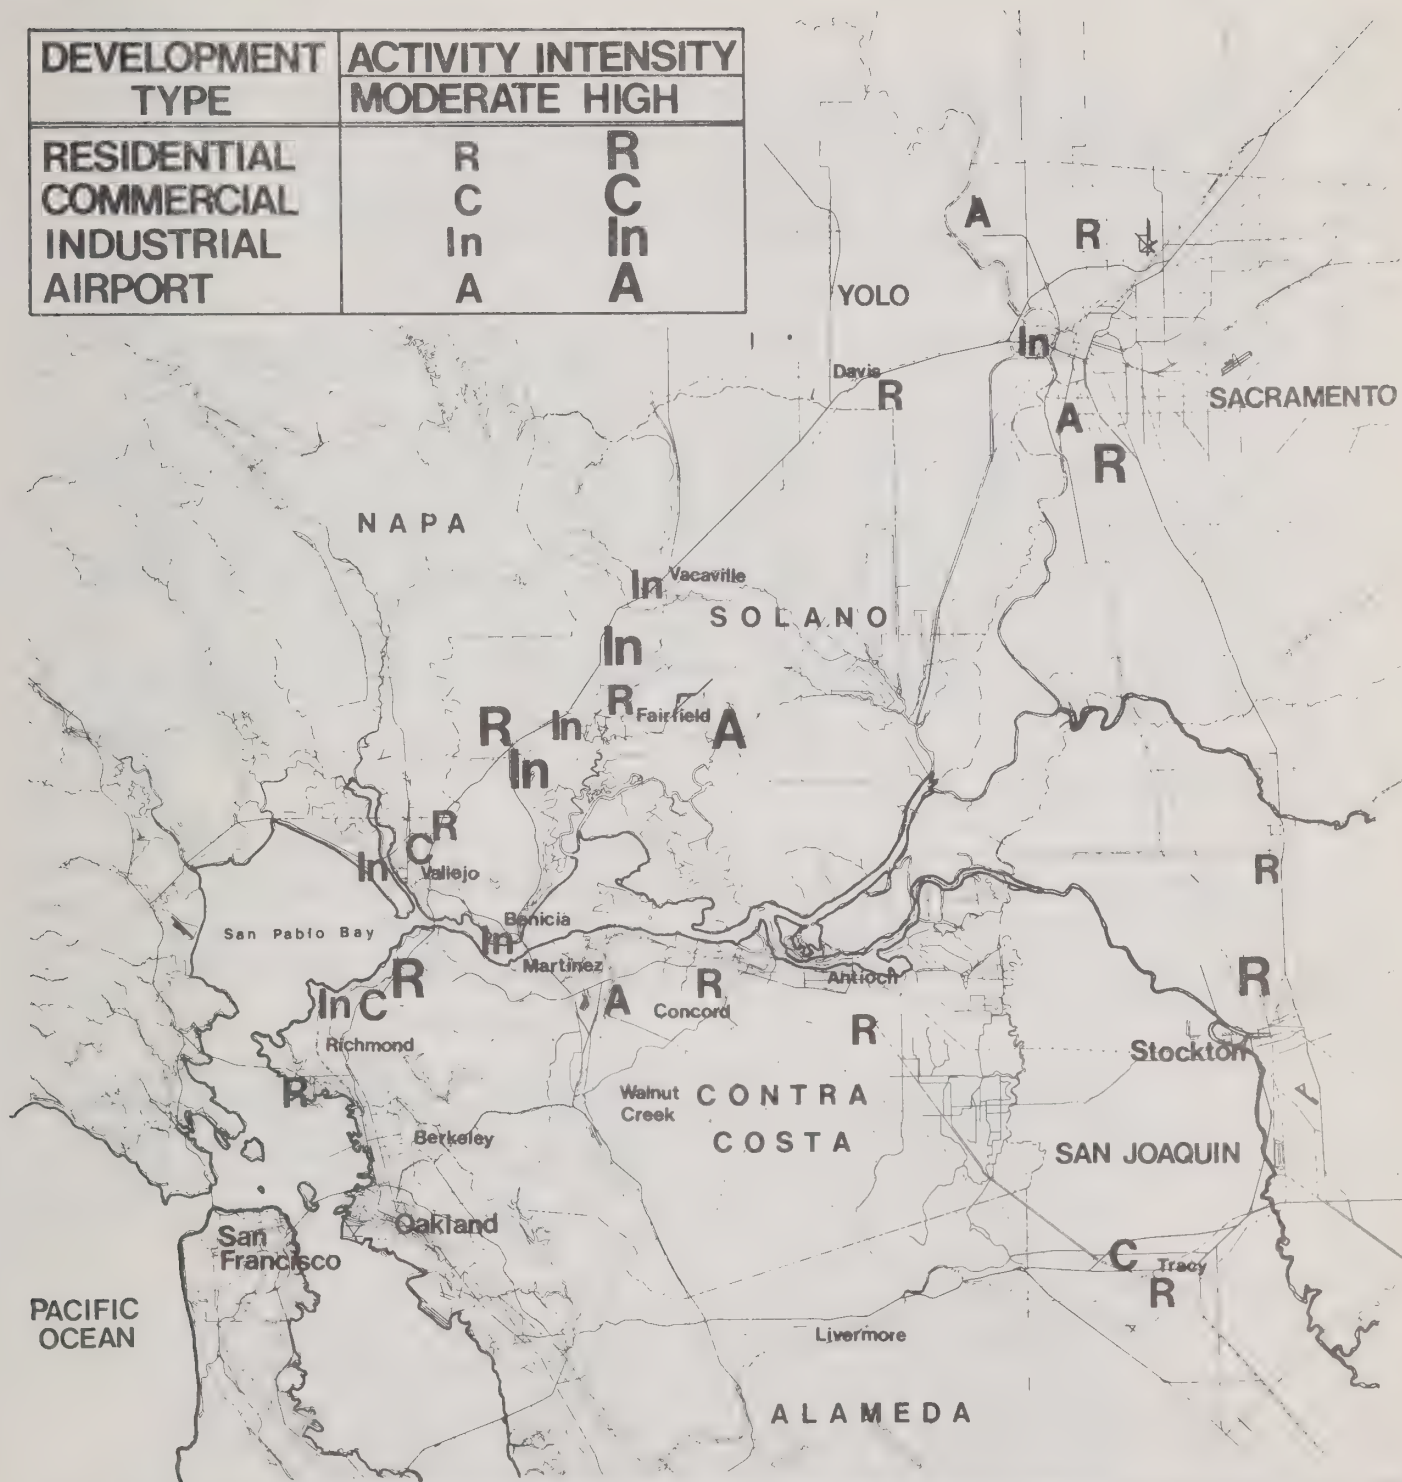 DEVELOPMENT TYPE ACTIVITY INTENSITY
MODERATE HIGH
RESIDENTIAL R R
COMMERCIAL C C
INDUSTRIAL In In
AIRPORT A A
A
R
YOLO
In
Davis
R
SACRAMENTO
A
R
NAPA
In Vacaville
SOLANO
In
R
Fairfield
R
In
A
In
R
C
Vallejo
In
R
San Pablo Bay
Benicia
In
Martinez
R
In C
A
R
Concord
Antioch
R
R
Richmond
Stockton
R
Walnut
Creek
CONTRA
COSTA
Berkeley
SAN JOAQUIN
Oakland
San
Francisco
C Tracy
R
PACIFIC
OCEAN
Livermore
ALAMEDA